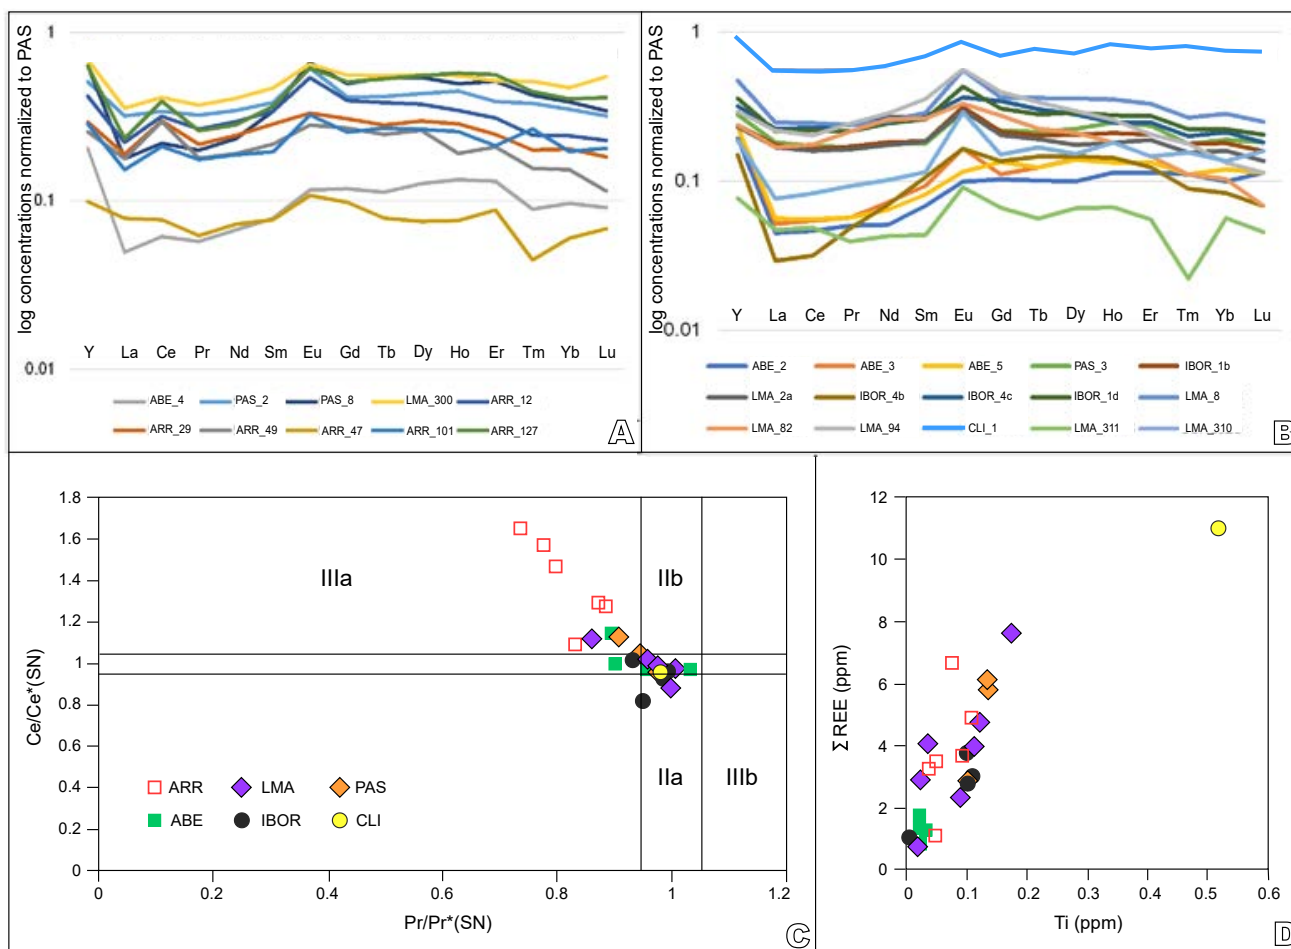 log concentrations normalized to PAS
1
0.1
0.01
Y La Ce Pr Nd Sm Eu Gd Tb Dy Ho Er Tm Yb Lu
ABE_4 PAS_2 PAS_8 LMA_300 ARR_12
ARR_29 ARR_49 ARR_47 ARR_101 ARR_127
A
log concentrations normalized to PAS
1
0.1
0.01
Y La Ce Pr Nd Sm Eu Gd Tb Dy Ho Er Tm Yb Lu
ABE_2 ABE_3 ABE_5 PAS_3 IBOR_1b
LMA_2a IBOR_4b IBOR_4c IBOR_1d LMA_8
LMA_82 LMA_94 CLI_1 LMA_311 LMA_310
B
Ce/Ce*(SN)
1.8
1.6
1.4
1.2
1
0.8
0.6
0.4
0.2
0
IIIa
IIb
IIa
IIIb
ARR LMA PAS
ABE IBOR CLI
0 0.2 0.4 0.6 0.8 1 1.2
Pr/Pr*(SN)
C
Σ REE (ppm)
12
10
8
6
4
2
0
0 0.1 0.2 0.3 0.4 0.5 0.6
Ti (ppm)
D